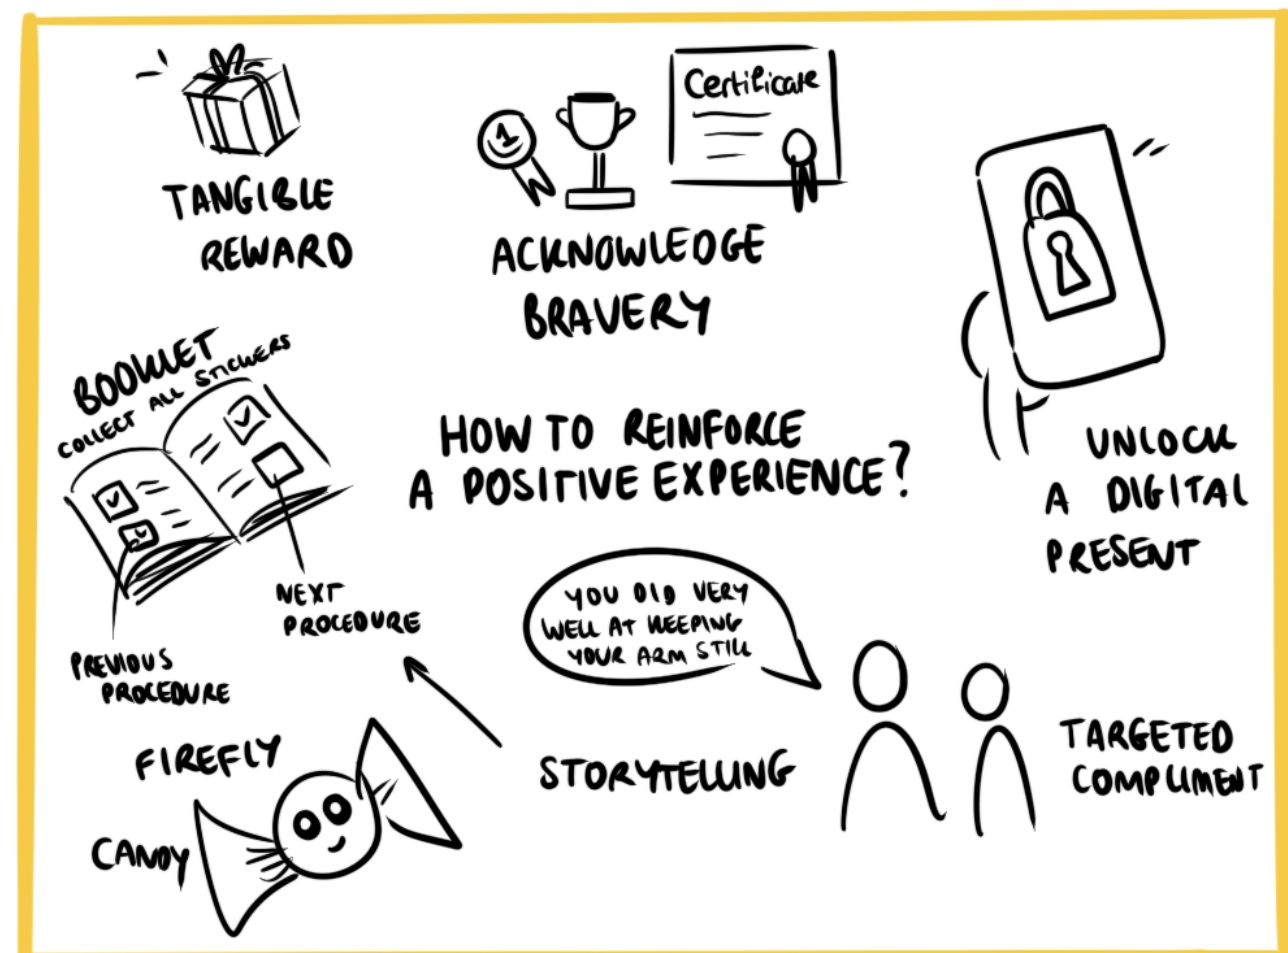 TANGIBLE
REWARD
1
Certificate
ACKNOWLEDGE
BRAVERY
BOOKLET
COLLECT ALL STICKERS
HOW TO REINFORCE
A POSITIVE EXPERIENCE?
UNLOCK
A DIGITAL
PRESENT
NEXT
PROCEDURE
PREVIOUS
PROCEDURE
YOU DID VERY
WELL AT KEEPING
YOUR ARM STILL
STORYTELLING
TARGETED
COMPLIMENT
FIREFLY
CANDY